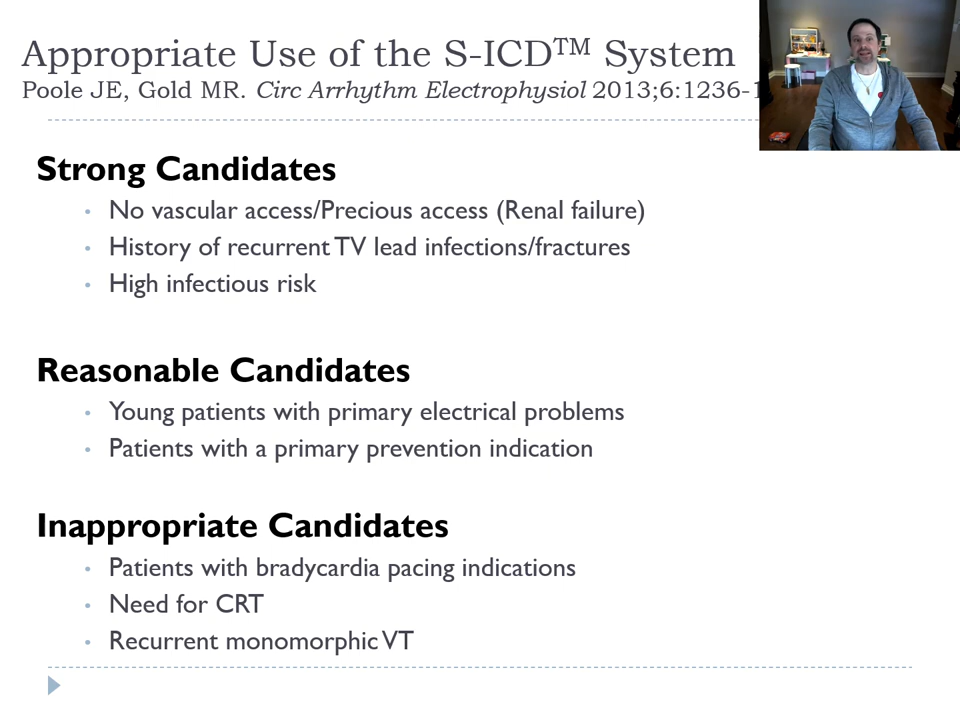 Appropriate Use of the S-ICD™ System
Poole JE, Gold MR. Circ Arrhythm Electrophysiol 2013;6:1236-1
Strong Candidates
• No vascular access/Precious access (Renal failure)
• History of recurrent TV lead infections/fractures
• High infectious risk
Reasonable Candidates
• Young patients with primary electrical problems
• Patients with a primary prevention indication
Inappropriate Candidates
• Patients with bradycardia pacing indications
• Need for CRT
• Recurrent monomorphic VT